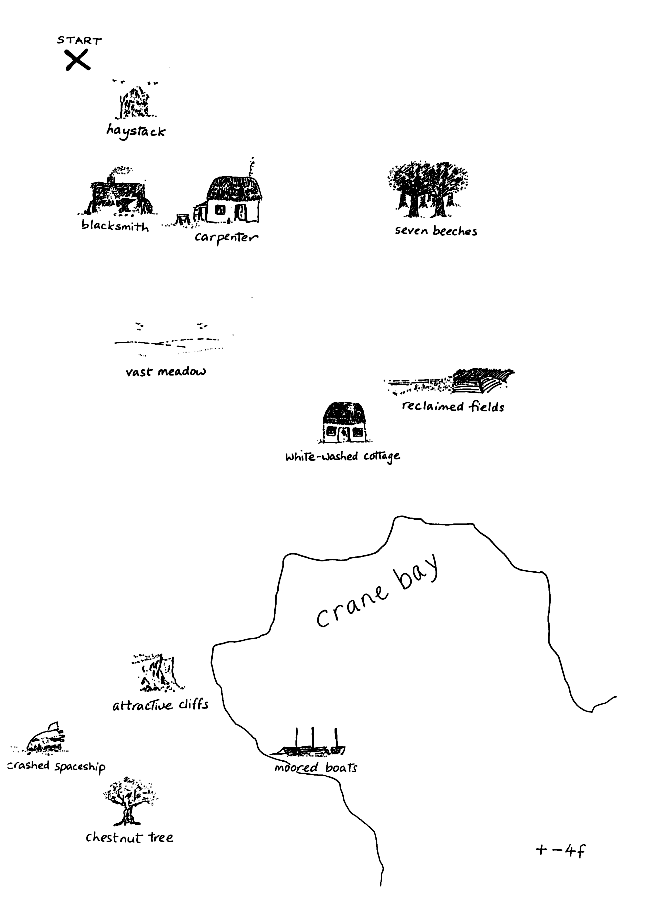 START
haystack
blacksmith
carpenter
seven beeches
vast meadow
reclaimed fields
white-washed cottage
crane bay
attractive cliffs
crashed spaceship
moored boats
chestnut tree
+-4f